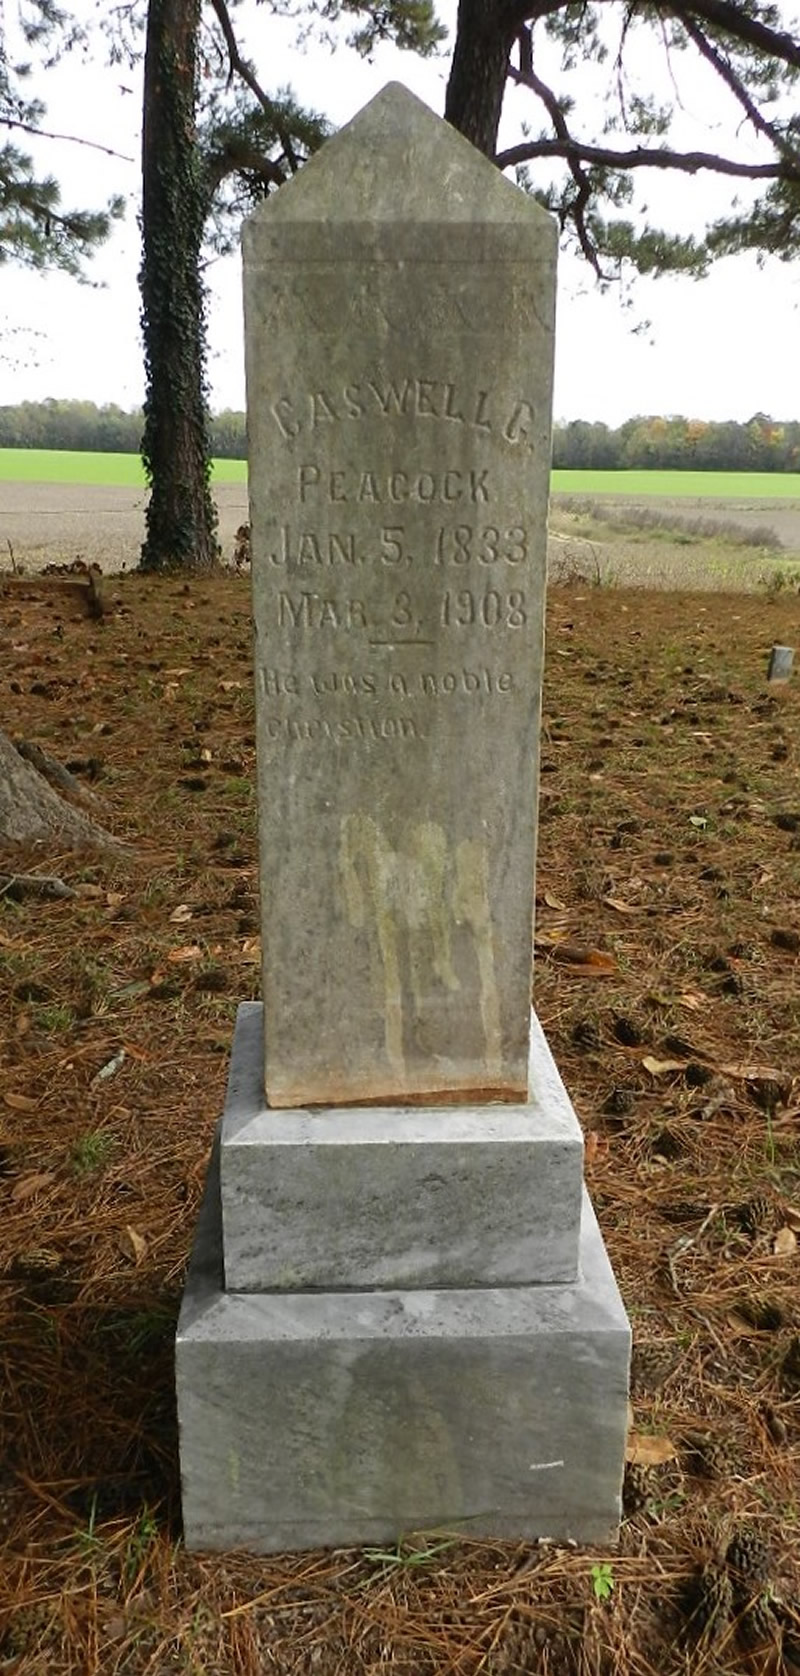 CASWELL G.
PEACOCK
JAN. 5, 1833
MAR. 3, 1908
He was a noble
christian.